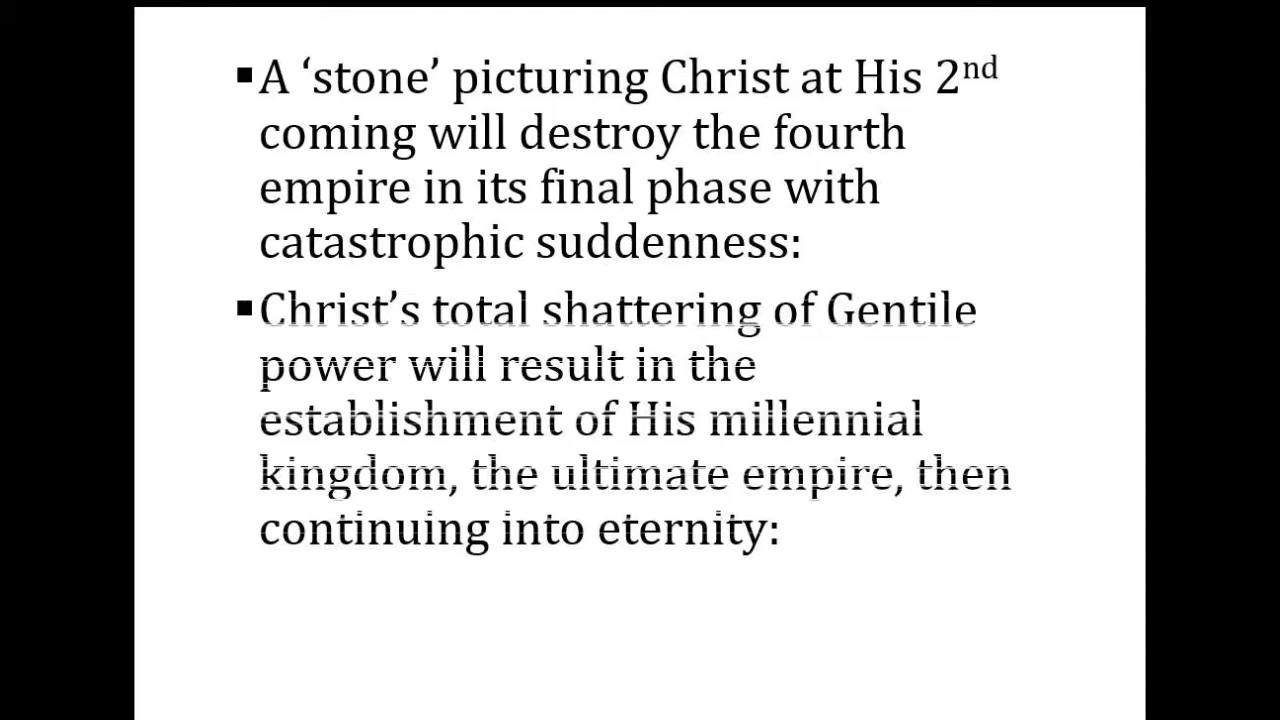 ▪A ‘stone’ picturing Christ at His 2nd
coming will destroy the fourth
empire in its final phase with
catastrophic suddenness:
▪Christ’s total shattering of Gentile
power will result in the
establishment of His millennial
kingdom, the ultimate empire, then
continuing into eternity: